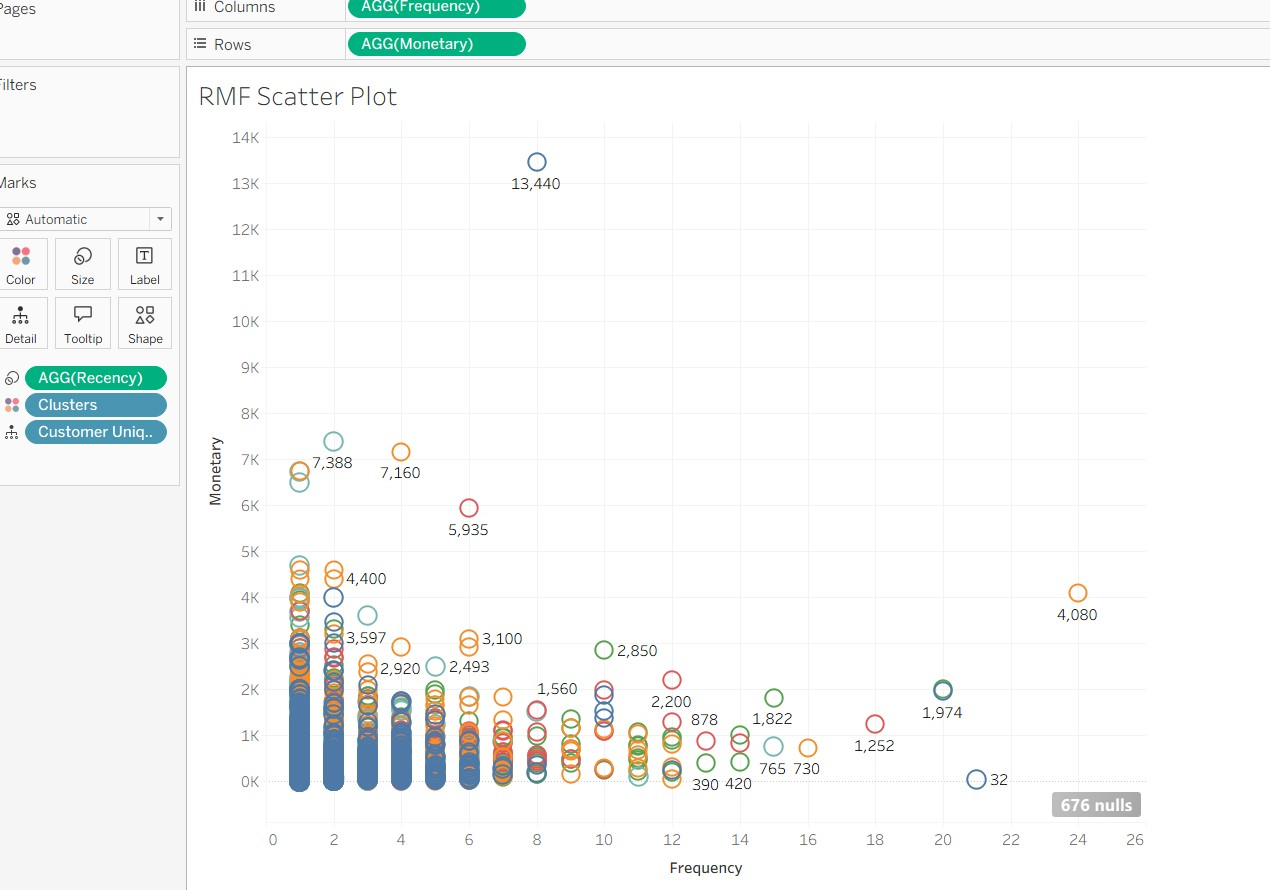 Pages
Columns AGG(Frequency)
Rows AGG(Monetary)
Filters
Marks
Automatic
Color Size Label
Detail Tooltip Shape
AGG(Recency)
Clusters
Customer Uniq..
RMF Scatter Plot
14K
13K
12K
11K
10K
9K
8K
7K
6K
5K
4K
3K
2K
1K
0K
Monetary
13,440
7,388
7,160
5,935
4,400
4,080
3,597
3,100
2,920
2,493
2,850
1,560
2,200
878
1,822
1,974
1,252
765
730
390
420
32
676 nulls
0 2 4 6 8 10 12 14 16 18 20 22 24 26
Frequency